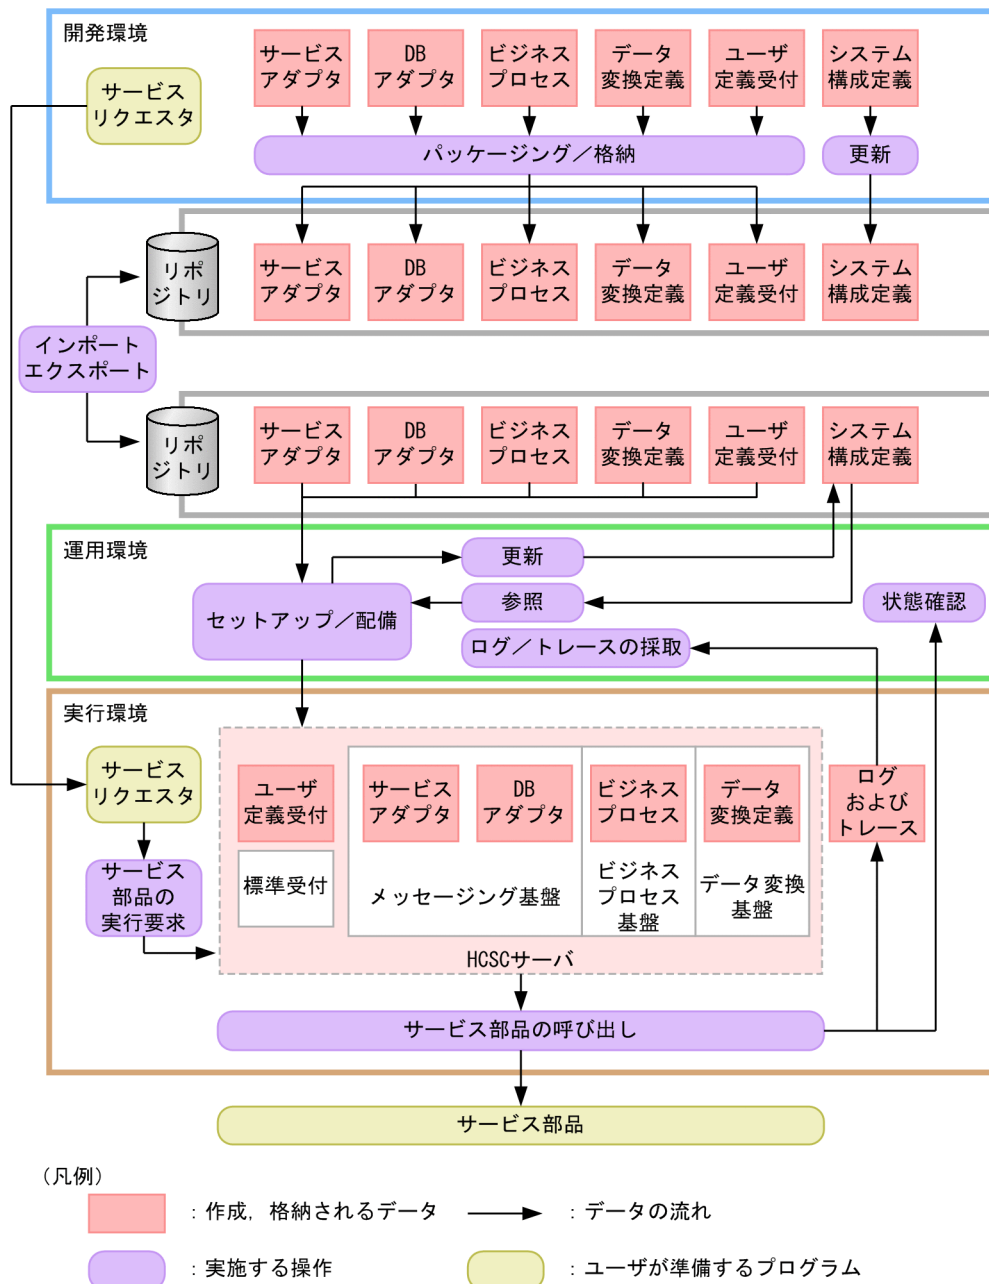 開発環境
サービス
リクエスタ
サービス
アダプタ
DB
アダプタ
ビジネス
プロセス
データ
変換定義
ユーザ
定義受付
システム
構成定義
パッケージング／格納
更新
リポ
ジトリ
サービス
アダプタ
DB
アダプタ
ビジネス
プロセス
データ
変換定義
ユーザ
定義受付
システム
構成定義
インポート
エクスポート
リポ
ジトリ
サービス
アダプタ
DB
アダプタ
ビジネス
プロセス
データ
変換定義
ユーザ
定義受付
システム
構成定義
運用環境
更新
セットアップ／配備
参照
状態確認
ログ／トレースの採取
実行環境
サービス
リクエスタ
ユーザ
定義受付
サービス
アダプタ
DB
アダプタ
ビジネス
プロセス
データ
変換定義
ログ
および
トレース
サービス
部品の
実行要求
標準受付
メッセージング基盤
ビジネス
プロセス
基盤
データ変換
基盤
HCSCサーバ
サービス部品の呼び出し
サービス部品
（凡例）
：作成，格納されるデータ
：データの流れ
：実施する操作
：ユーザが準備するプログラム